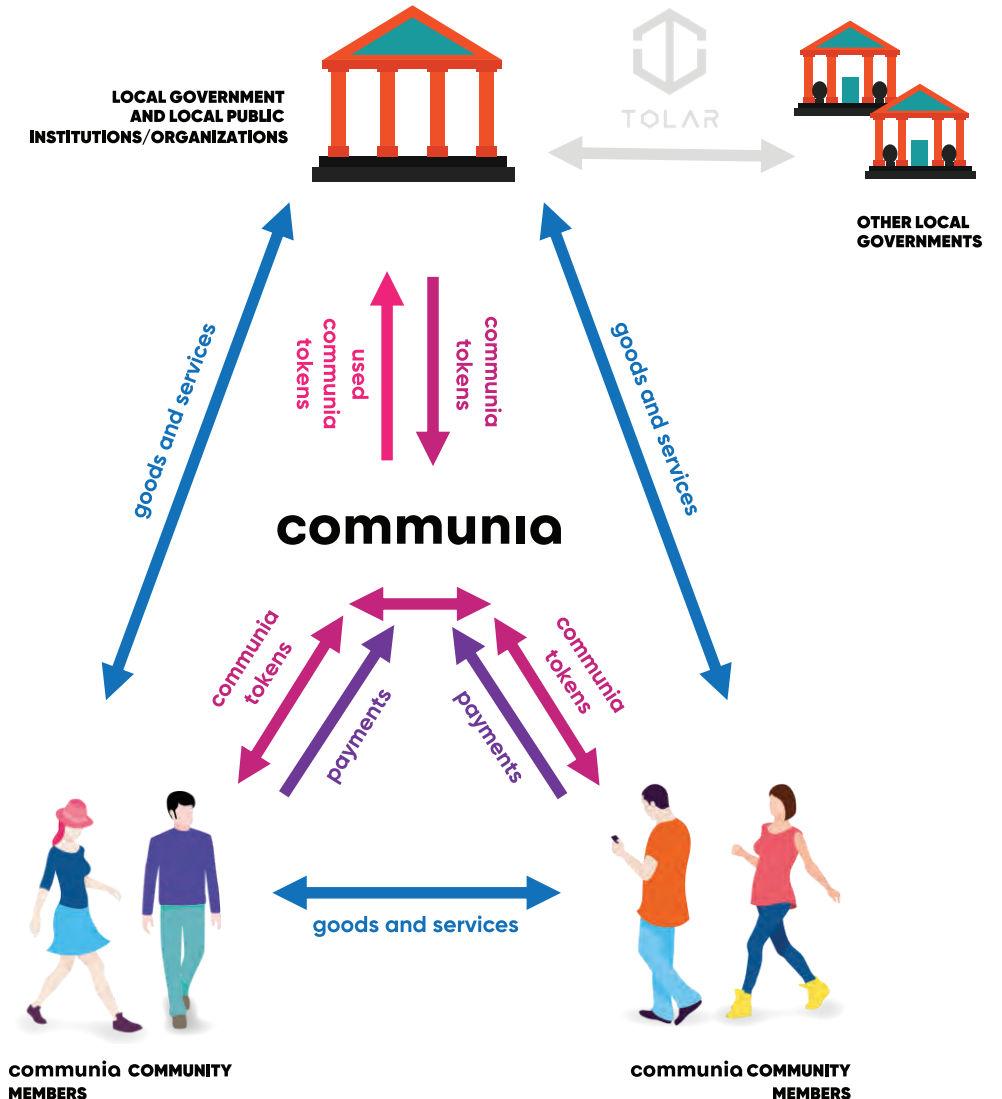 TOLAR
LOCAL GOVERNMENT
AND LOCAL PUBLIC
INSTITUTIONS/ORGANIZATIONS
OTHER LOCAL
GOVERNMENTS
goods and services
used
communia
tokens
communia
tokens
goods and services
communia
communia
tokens
payments
payments
communia
tokens
goods and services
communia COMMUNITY
MEMBERS
communia COMMUNITY
MEMBERS